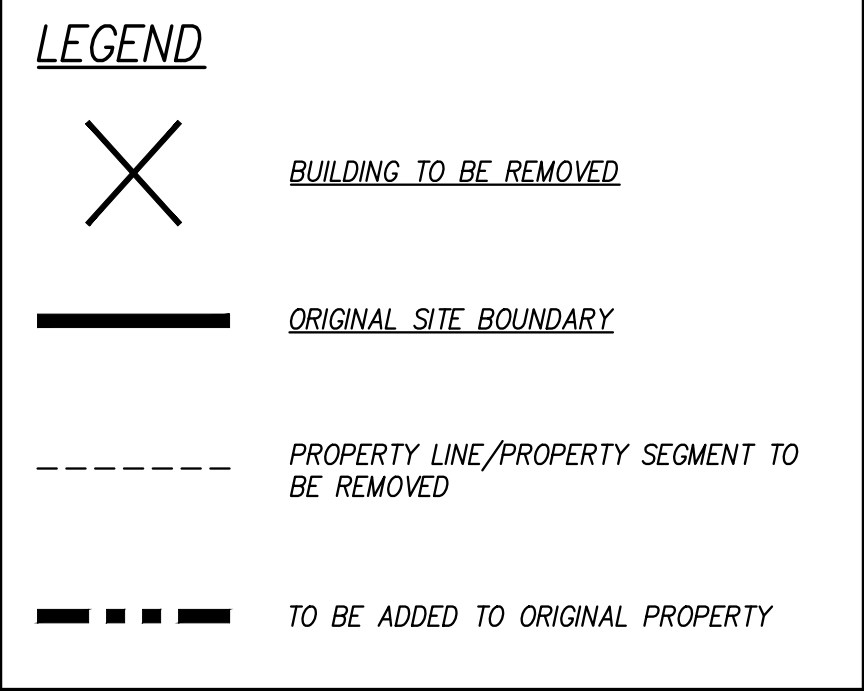 LEGEND
BUILDING TO BE REMOVED
ORIGINAL SITE BOUNDARY
PROPERTY LINE/PROPERTY SEGMENT TO
BE REMOVED
TO BE ADDED TO ORIGINAL PROPERTY